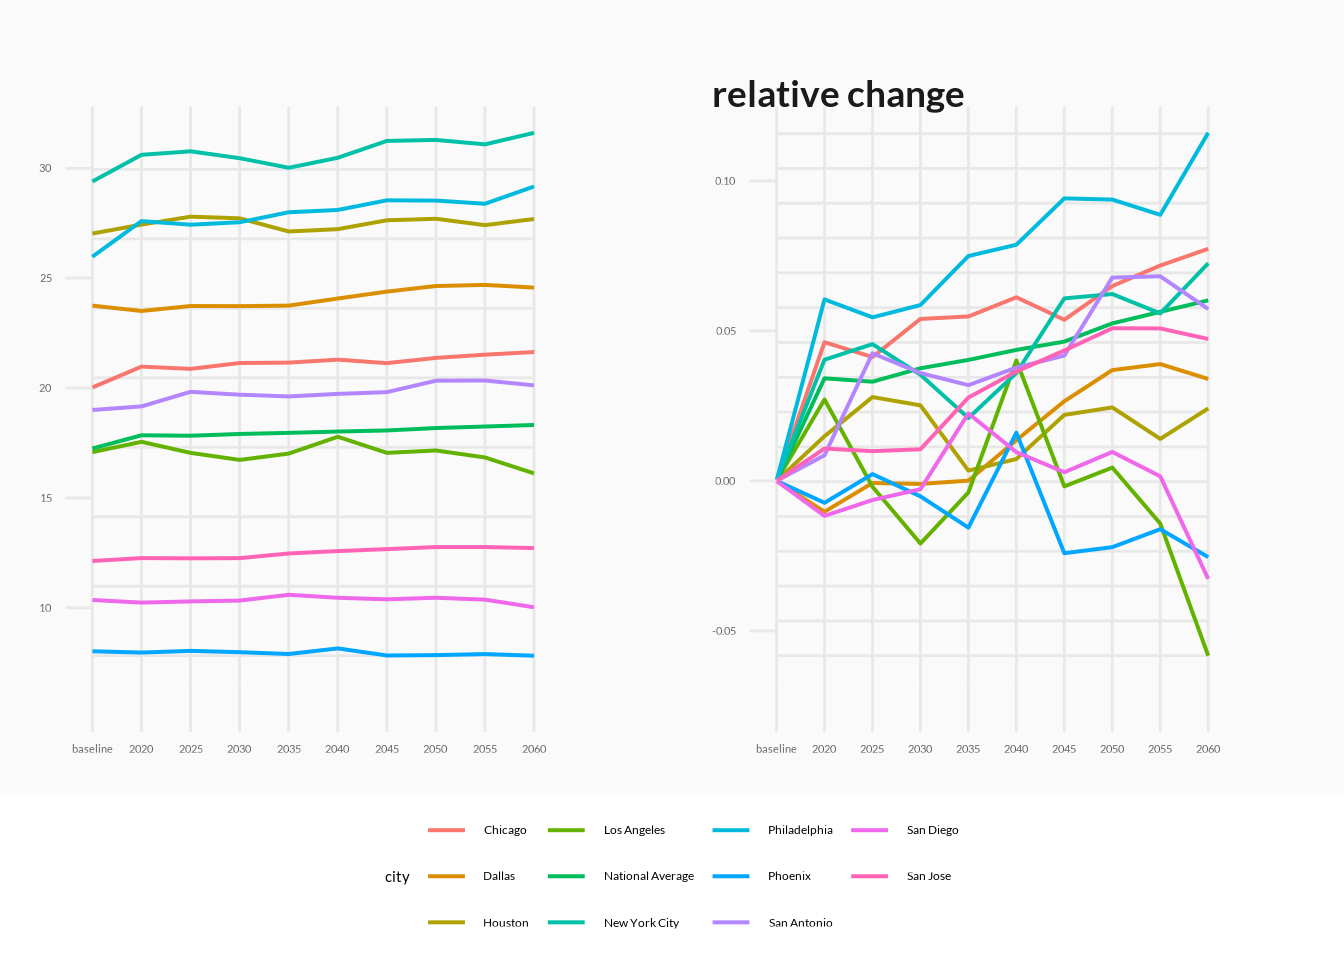 relative change
30
25
20
15
10
baseline 2020 2025 2030 2035 2040 2045 2050 2055 2060
0.10
0.05
0.00
-0.05
baseline 2020 2025 2030 2035 2040 2045 2050 2055 2060
city
Chicago Los Angeles Philadelphia San Diego
Dallas National Average Phoenix San Jose
Houston New York City San Antonio